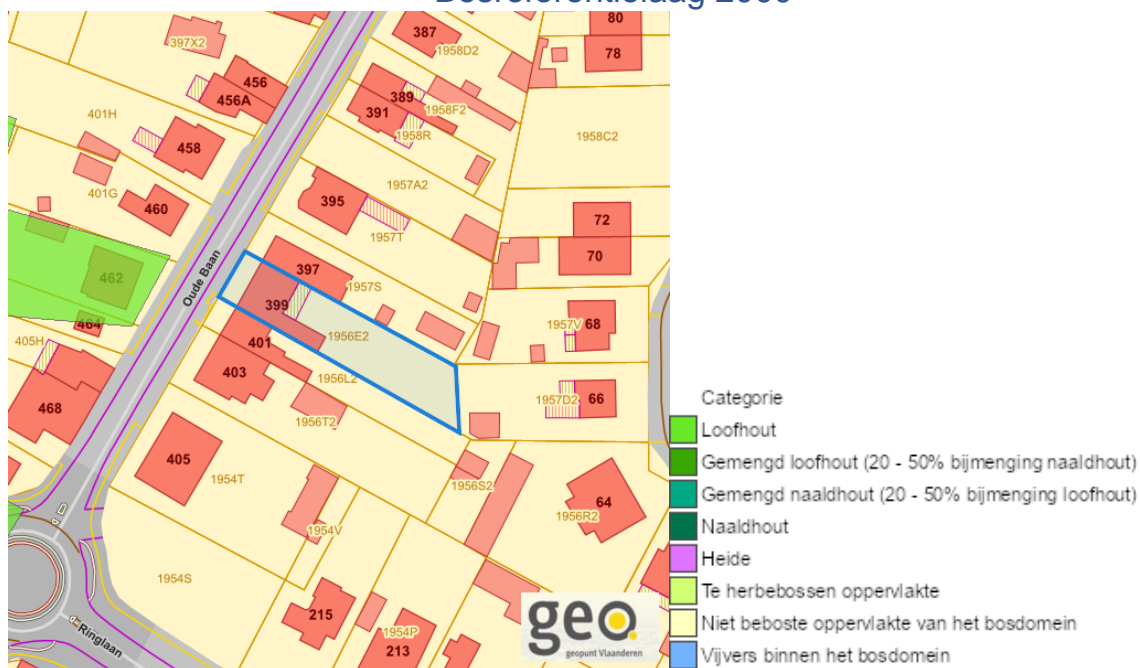 80
387
78
397X2
1958D2
456
456A
389
391
1958F2
1958R
1958C2
401H
458
401G
460
1957A2
395
1957T
72
70
Oude Baan
462
397
1957S
399
1956E2
464
405H
401
403
1956L2
1957V
68
1957D2
66
468
1956T2
405
1954T
1956S2
64
1956R2
1954V
1954S
215
1954P
213
Ringlaan
geo.
geopunt Vlaanderen
Categorie
Loofhout
Gemengd loofhout (20 - 50% bijmenging naaldhout)
Gemengd naaldhout (20 - 50% bijmenging loofhout)
Naaldhout
Heide
Te herbebossen oppervlakte
Niet beboste oppervlakte van het bosdomein
Vijvers binnen het bosdomein